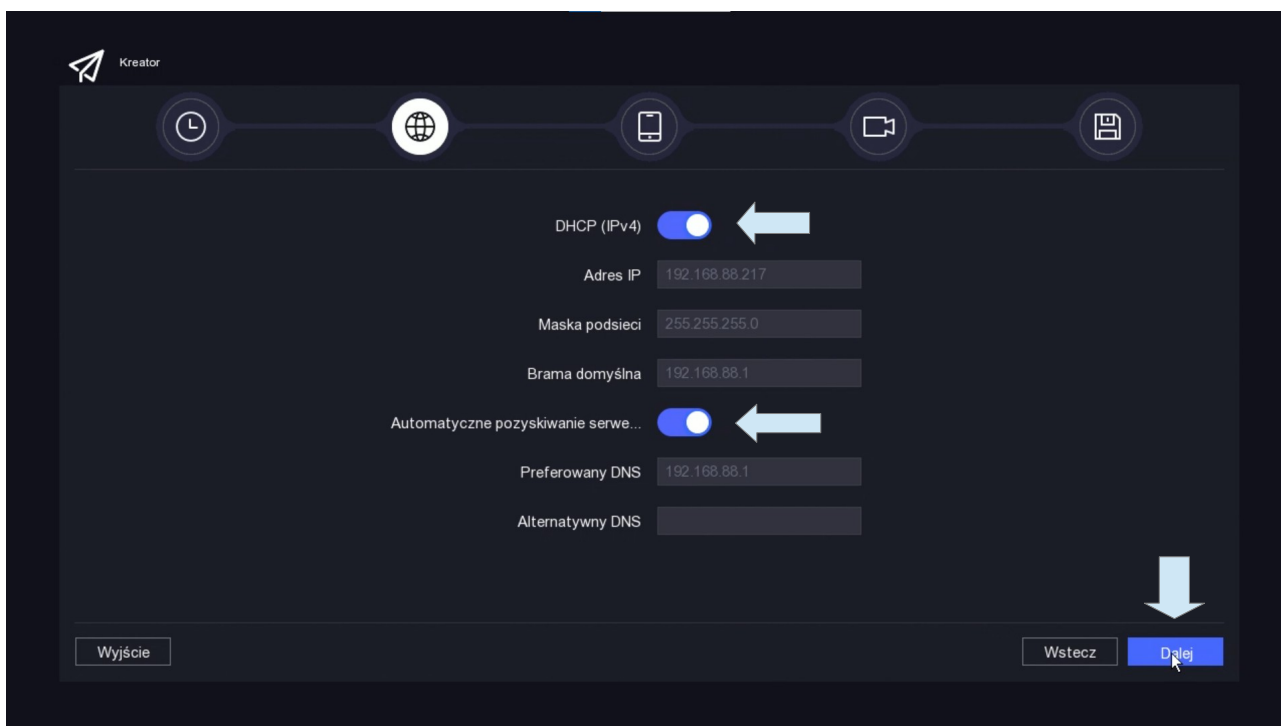 Kreator
DHCP (IPv4)
Adres IP 192.168.88.217
Maska podsieci 255.255.255.0
Brama domyślna 192.168.88.1
Automatyczne pozyskiwanie serwe...
Preferowany DNS 192.168.88.1
Alternatywny DNS
Wyjście Wstecz Dalej